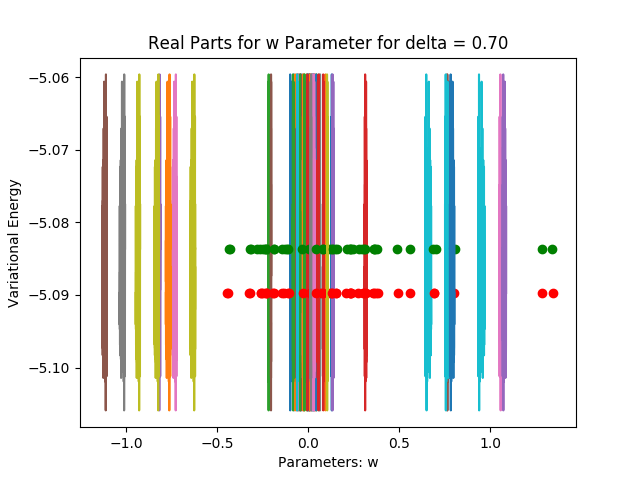 Real Parts for w Parameter for delta = 0.70
−5.06
−5.07
−5.08
−5.09
−5.10
Variational Energy
−1.0 −0.5 0.0 0.5 1.0
Parameters: w